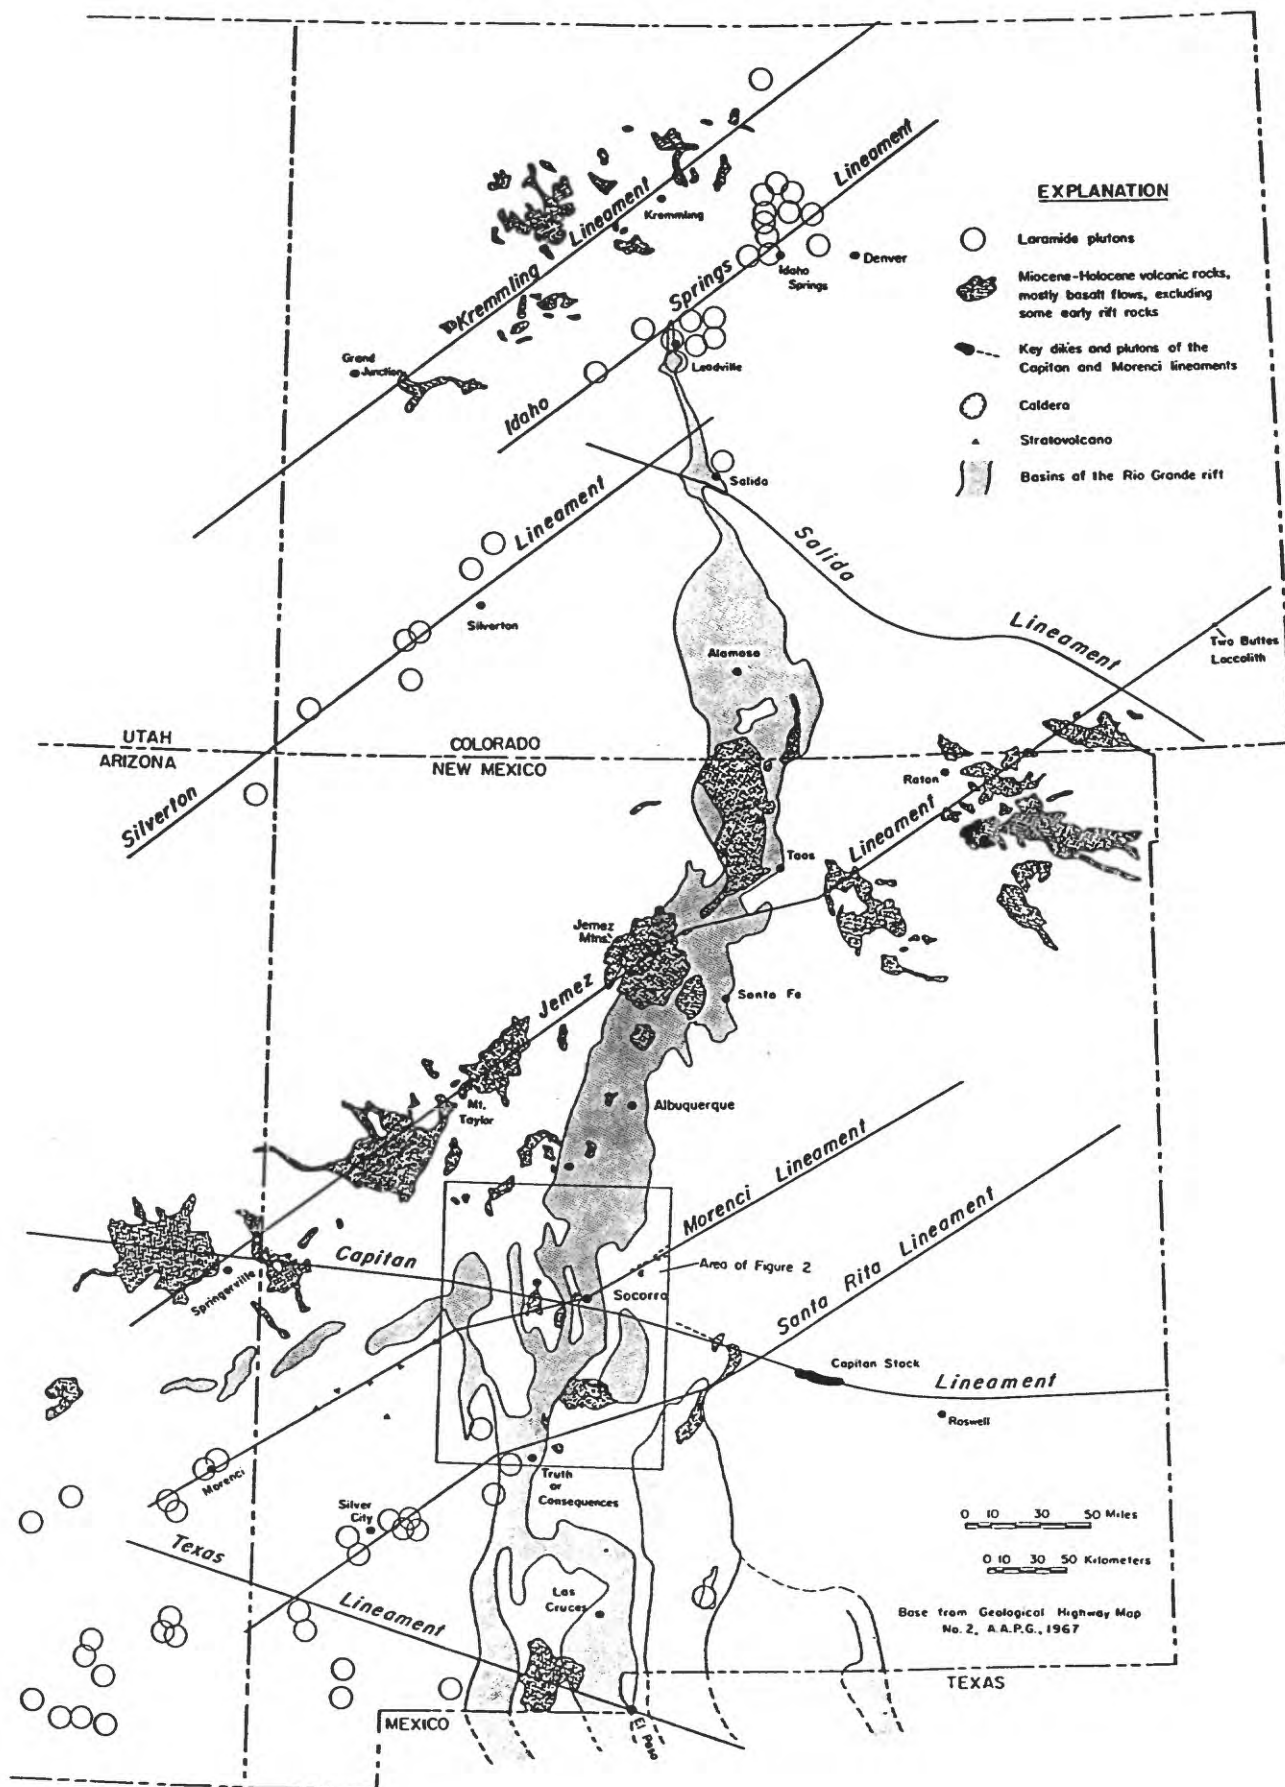 EXPLANATION
Laramide plutons
Miocene-Holocene volcanic rocks,
mostly basalt flows, excluding
some early rift rocks
Key dikes and plutons of the
Capitan and Morenci lineaments
Caldera
Stratovolcano
Basins of the Rio Grande rift
Kremmling Lineament
Kremmling
Idaho Springs Lineament
Idaho
Springs
Denver
Grand
Junction
Leadville
Salida
Salida Lineament
Silverton Lineament
Silverton
Alamosa
Two Buttes
Laccolith
UTAH
ARIZONA
COLORADO
NEW MEXICO
Raton
Taos
Jemez
Mtns.
Jemez Lineament
Santa Fe
Mt.
Taylor
Albuquerque
Morenci Lineament
Santa Rita Lineament
Capitan Lineament
Area of Figure 2
Springerville
Socorro
Capitan Stock
Roswell
Morenci
Truth
or
Consequences
Silver
City
Texas Lineament
Las
Cruces
0 10 30 50 Miles
0 10 30 50 Kilometers
Base from Geological Highway Map
No. 2, A.A.P.G., 1967
TEXAS
MEXICO
El Paso